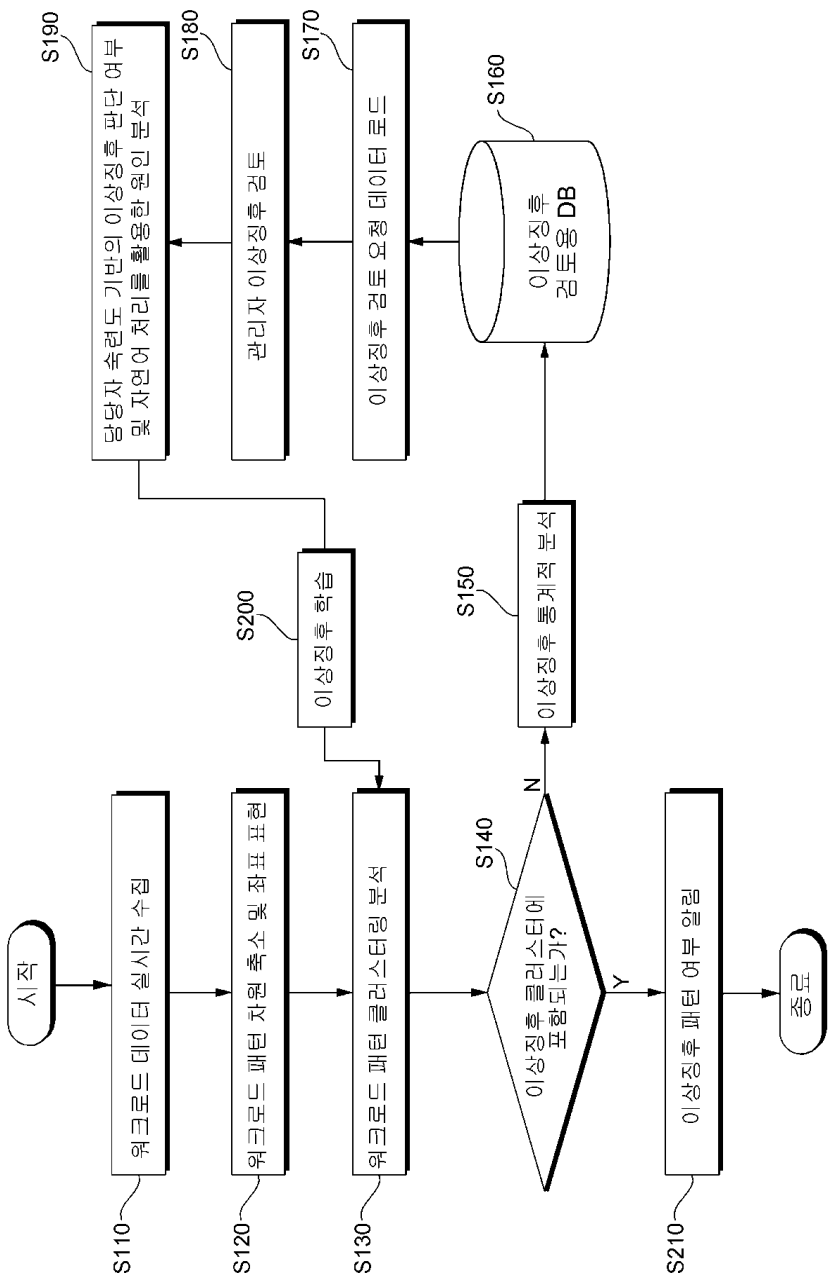 시작
S110
워크로드 데이터 실시간 수집
S120
워크로드 패턴 차원 축소 및 좌표 표현
S130
워크로드 패턴 클러스터링 분석
S140
이상징후 클러스터에
포함되는가?
N
Y
S210
이상징후 패턴 여부 알림
종료
S150
이상징후 통계적 분석
S160
이상징후
검토용 DB
S170
이상징후 검토 요청 데이터 로드
S180
관리자 이상징후 검토
S190
담당자 숙련도 기반의 이상징후 판단 여부
및 자연어 처리를 활용한 원인 분석
S200
이상징후 학습